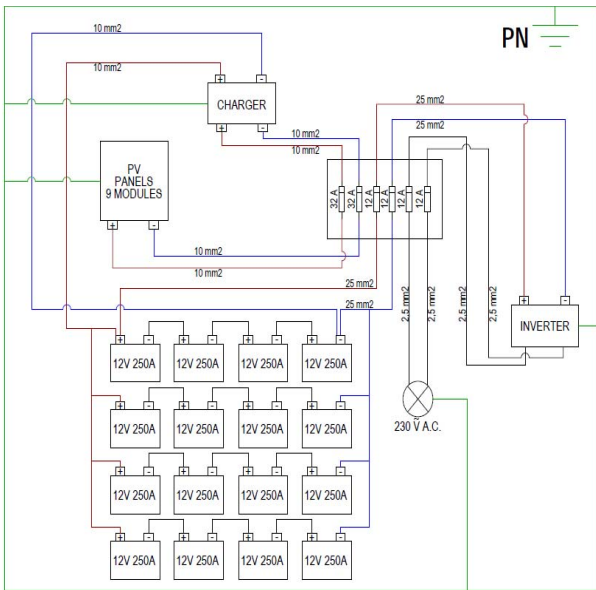 PN
10 mm2
10 mm2
+ -
CHARGER
+ -
10 mm2
10 mm2
25 mm2
25 mm2
PV
PANELS
9 MODULES
+ -
32 A
32 A
12 A
12 A
12 A
12 A
10 mm2
10 mm2
25 mm2
25 mm2
2,5 mm2
2,5 mm2
2,5 mm2
2,5 mm2
+ -
INVERTER
+ - + - + - + -
12V 250A 12V 250A 12V 250A 12V 250A
+ - + - + - + -
12V 250A 12V 250A 12V 250A 12V 250A
+ - + - + - + -
12V 250A 12V 250A 12V 250A 12V 250A
+ - + - + - + -
12V 250A 12V 250A 12V 250A 12V 250A
~
230 V A.C.